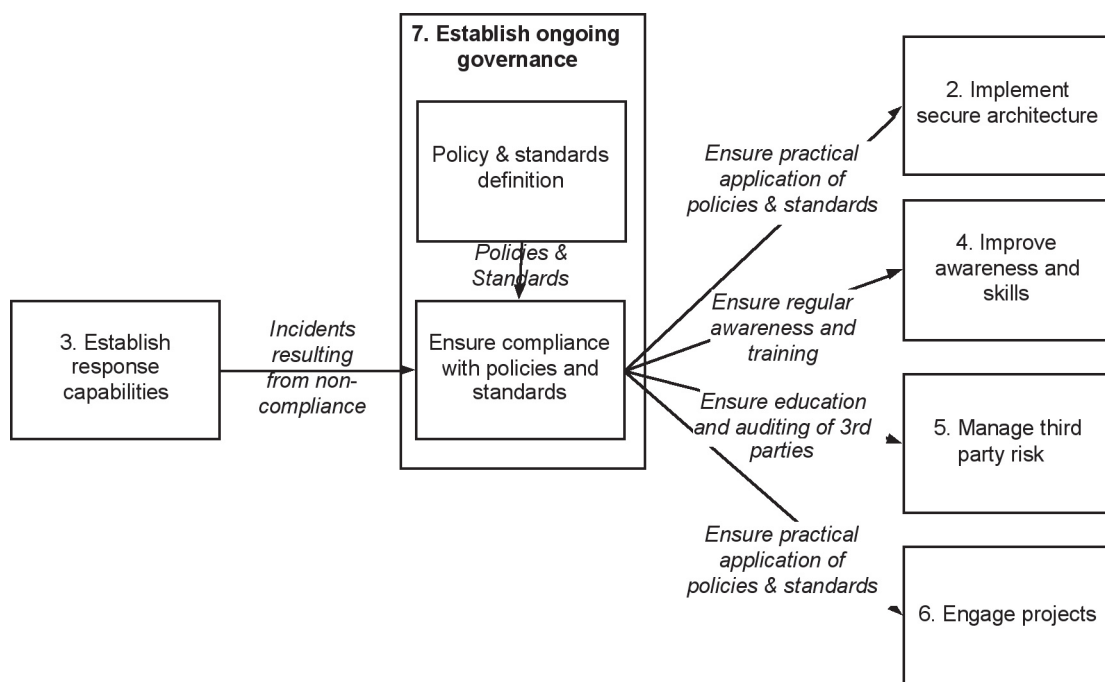 7. Establish ongoing
governance
Policy & standards
definition
Policies &
Standards
Ensure compliance
with policies and
standards
3. Establish
response
capabilities
Incidents
resulting
from non-
compliance
Ensure practical
application of
policies & standards
2. Implement
secure architecture
Ensure regular
awareness and
training
4. Improve
awareness and
skills
Ensure education
and auditing of 3rd
parties
5. Manage third
party risk
Ensure practical
application of
policies & standards
6. Engage projects